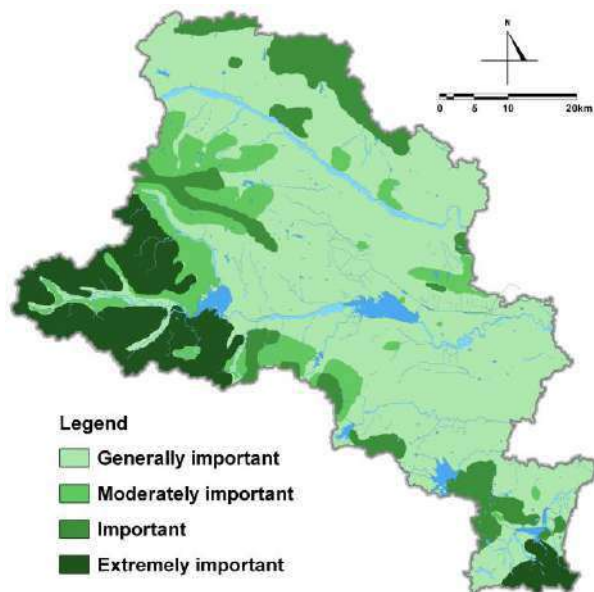 N
0 5 10 20km
Legend
Generally important
Moderately important
Important
Extremely important